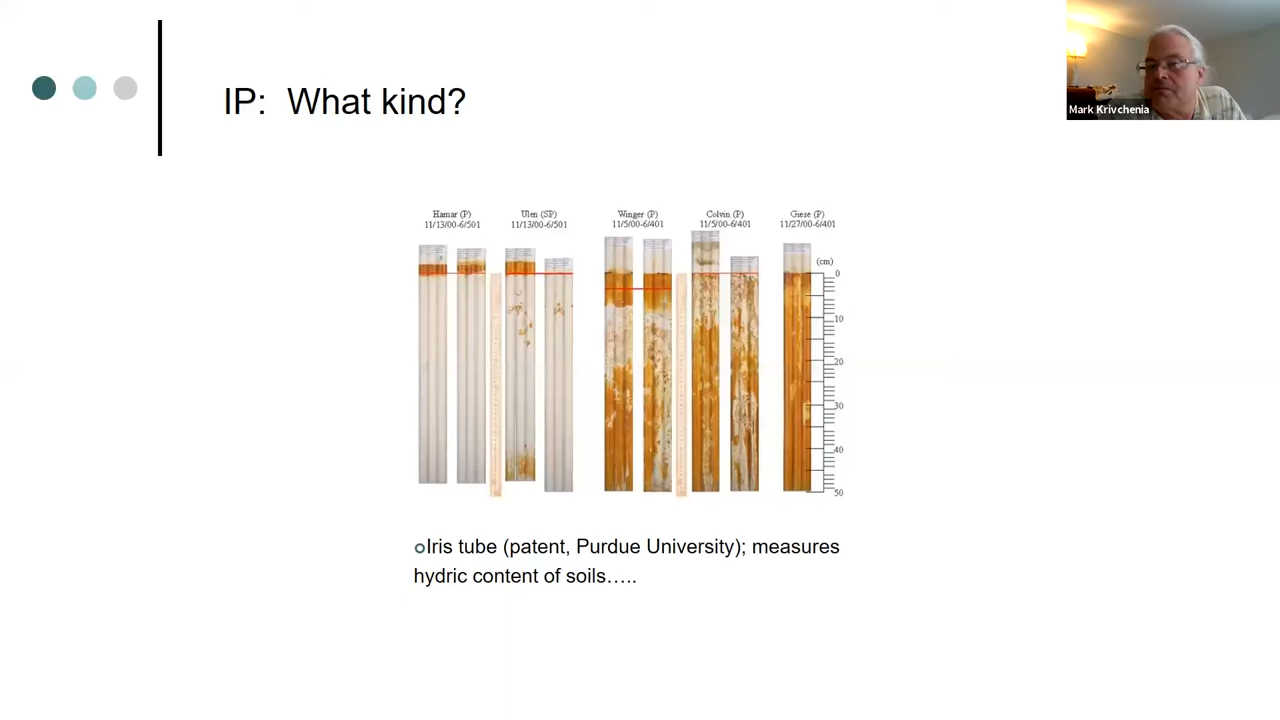 IP: What kind?
Mark Krivchenia
Hamar (P)
11/13/00-6/501
Ulen (SP)
11/13/00-6/501
Winger (P)
11/5/00-6/401
Colvin (P)
11/5/00-6/401
Giese (P)
11/27/00-6/401
(cm)
0
10
20
30
40
50
Iris tube (patent, Purdue University); measures
hydric content of soils…..